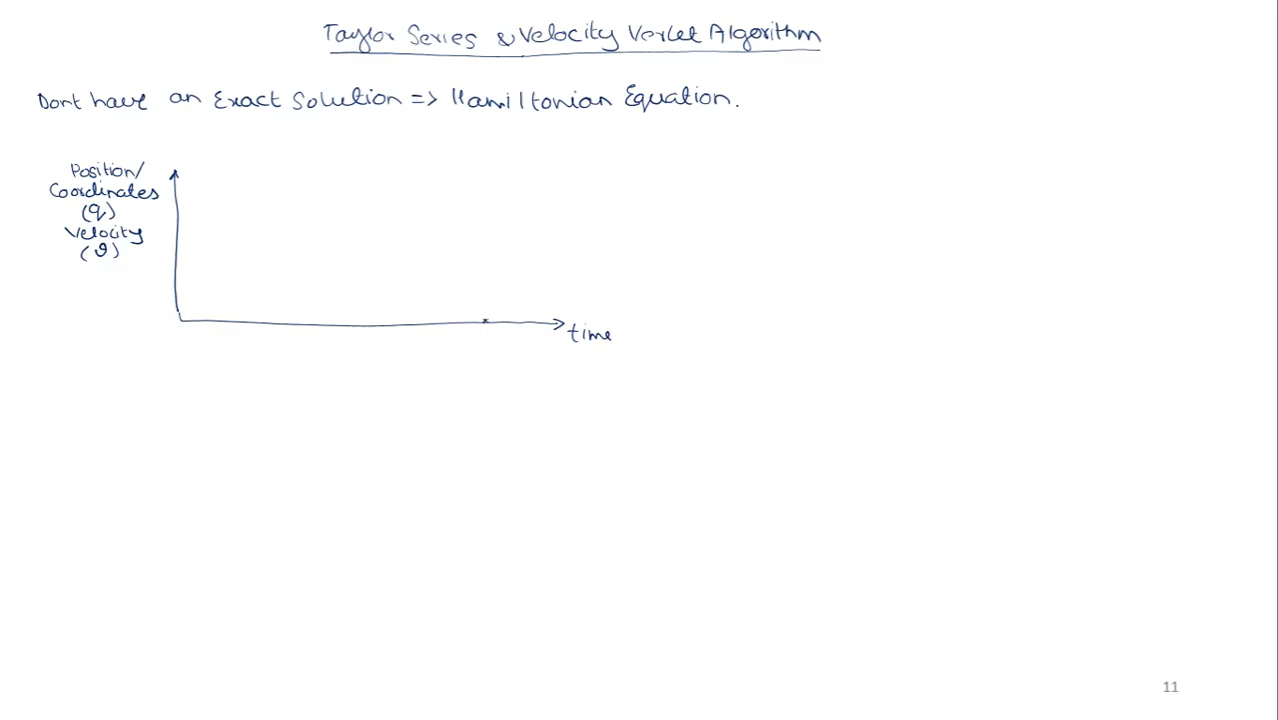 Taylor Series & Velocity Verlet Algorithm
Dont have an Exact Solution => Hamiltonian Equation.
Position/
Coordinates
(q)
Velocity
(v)
time
11